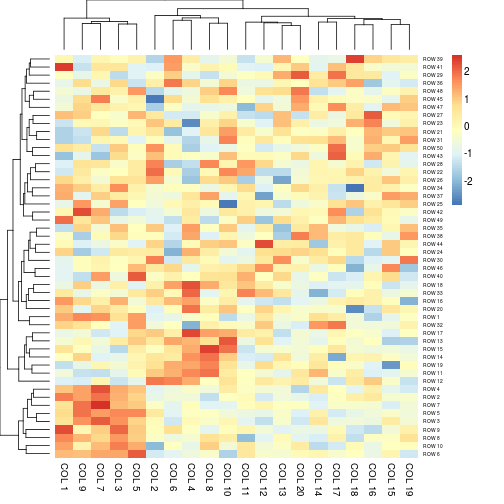 ROW 39
ROW 41
ROW 29
ROW 36
ROW 48
ROW 45
ROW 47
ROW 27
ROW 23
ROW 21
ROW 31
ROW 50
ROW 43
ROW 28
ROW 22
ROW 26
ROW 34
ROW 37
ROW 25
ROW 42
ROW 49
ROW 35
ROW 38
ROW 44
ROW 24
ROW 30
ROW 46
ROW 40
ROW 18
ROW 33
ROW 16
ROW 20
ROW 1
ROW 32
ROW 17
ROW 13
ROW 15
ROW 14
ROW 19
ROW 11
ROW 12
ROW 4
ROW 2
ROW 7
ROW 5
ROW 3
ROW 9
ROW 8
ROW 10
ROW 6
2
1
0
-1
-2
COL 1
COL 9
COL 7
COL 3
COL 5
COL 2
COL 6
COL 4
COL 8
COL 10
COL 11
COL 12
COL 13
COL 20
COL 14
COL 17
COL 18
COL 16
COL 15
COL 19